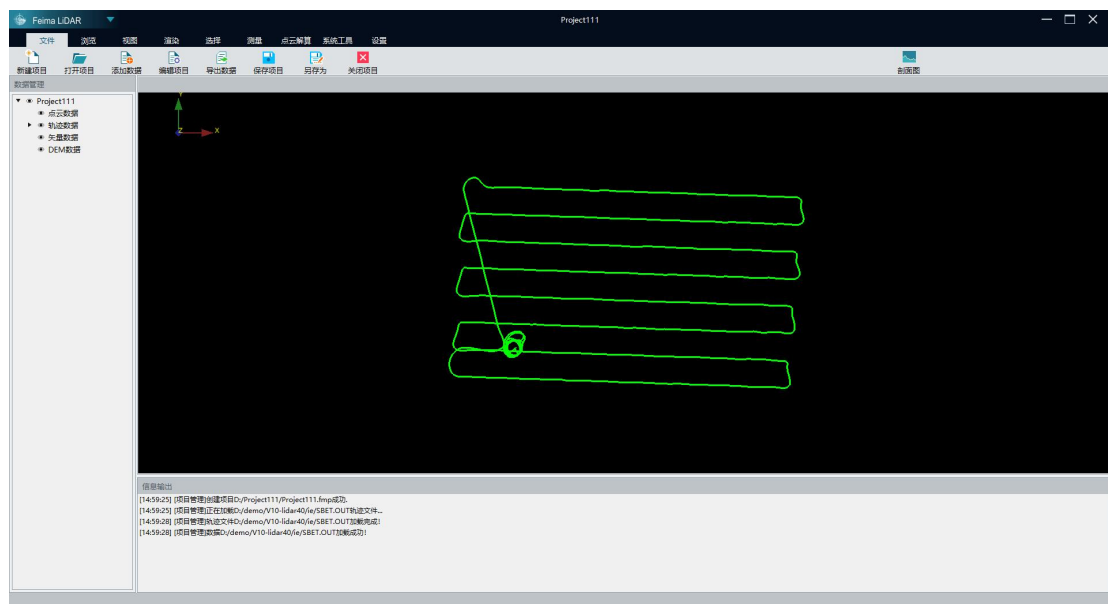 Feima LiDAR
Project111
文件 浏览 视图 渲染 选择 测量 点云解算 系统工具 设置
新建项目 打开项目 添加数据 编辑项目 导出数据 保存项目 另存为 关闭项目 剖面图
数据管理
Project111
点云数据
轨迹数据
矢量数据
DEM数据
Y
Z X
信息输出
[14:59:25] [项目管理]创建项目D:/Project111/Project111.fmp成功.
[14:59:25] [项目管理]正在加载D:/demo/V10-lidar40/ie/SBET.OUT轨迹文件...
[14:59:28] [项目管理]轨迹文件D:/demo/V10-lidar40/ie/SBET.OUT加载完成!
[14:59:28] [项目管理]数据D:/demo/V10-lidar40/ie/SBET.OUT加载成功!